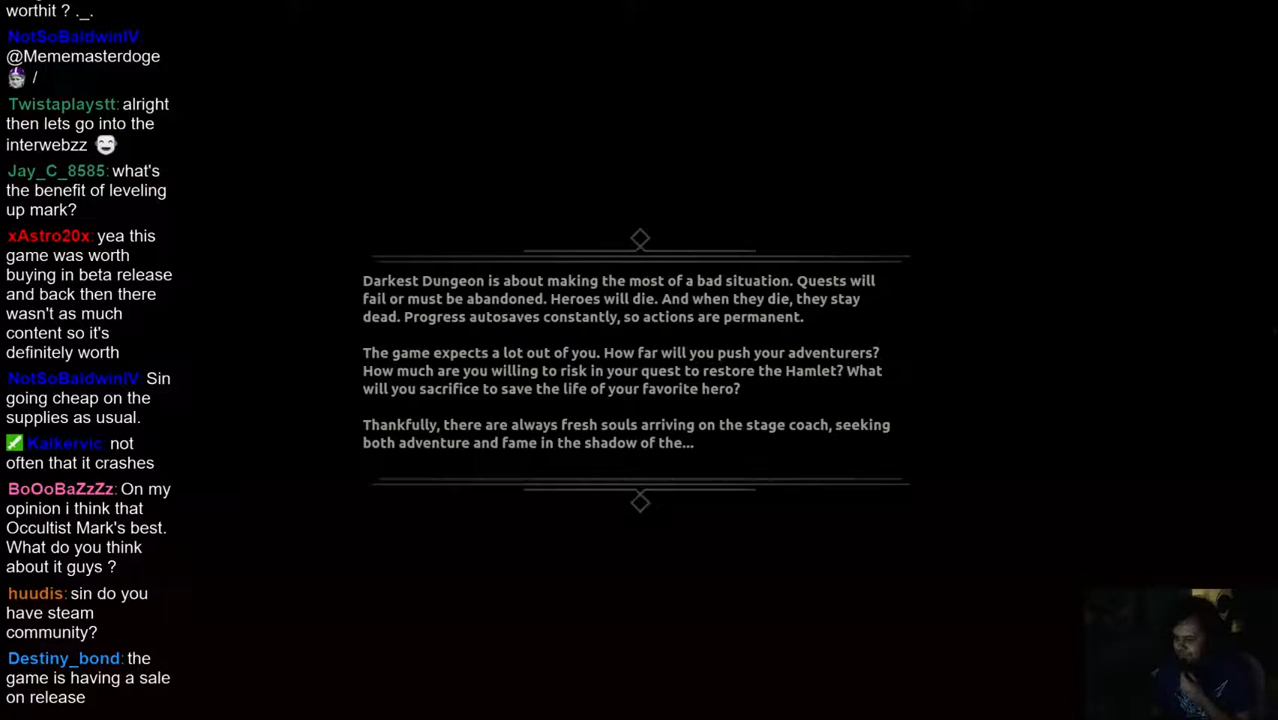 worthit ? ._.
NotSoBaldwinIV:
@Mememasterdoge
/
Twistaplaystt: alright
then lets go into the
interwebzz
Jay_C_8585: what's
the benefit of leveling
up mark?
xAstro20x: yea this
game was worth
buying in beta release
and back then there
wasn't as much
content so it's
definitely worth
NotSoBaldwinIV: Sin
going cheap on the
supplies as usual.
Kalkervic: not
often that it crashes
BoOoBaZzZz: On my
opinion i think that
Occultist Mark's best.
What do you think
about it guys ?
huudis: sin do you
have steam
community?
Destiny_bond: the
game is having a sale
on release
Darkest Dungeon is about making the most of a bad situation. Quests will
fail or must be abandoned. Heroes will die. And when they die, they stay
dead. Progress autosaves constantly, so actions are permanent.
The game expects a lot out of you. How far will you push your adventurers?
How much are you willing to risk in your quest to restore the Hamlet? What
will you sacrifice to save the life of your favorite hero?
Thankfully, there are always fresh souls arriving on the stage coach, seeking
both adventure and fame in the shadow of the...